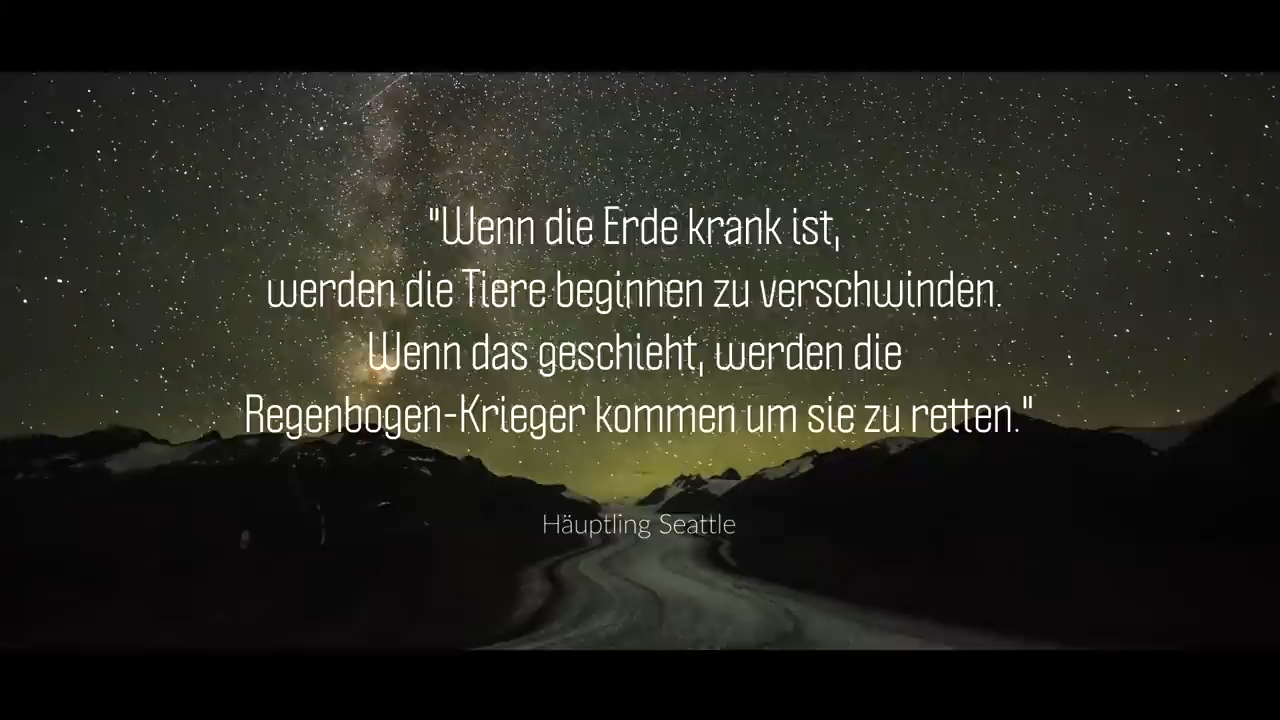 "Wenn die Erde krank ist,
werden die Tiere beginnen zu verschwinden.
Wenn das geschieht, werden die
Regenbogen-Krieger kommen um sie zu retten."
Häuptling Seattle